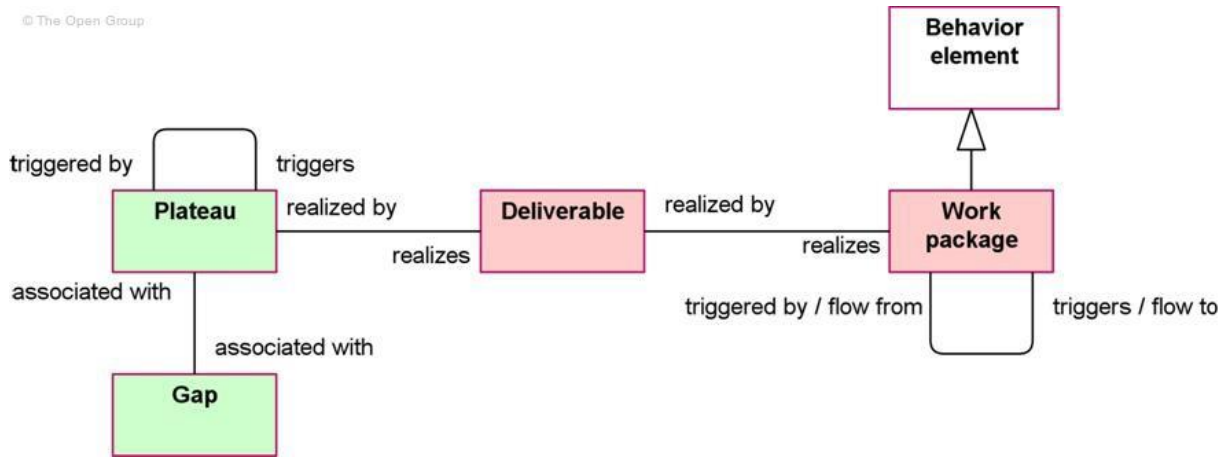 © The Open Group
Behavior
element
triggered by
triggers
Plateau
realized by
realizes
Deliverable
realized by
realizes
Work
package
associated with
associated with
Gap
triggered by / flow from
triggers / flow to